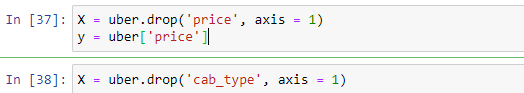 In [37]: X = uber.drop('price', axis = 1)
y = uber['price']
In [38]: X = uber.drop('cab_type', axis = 1)